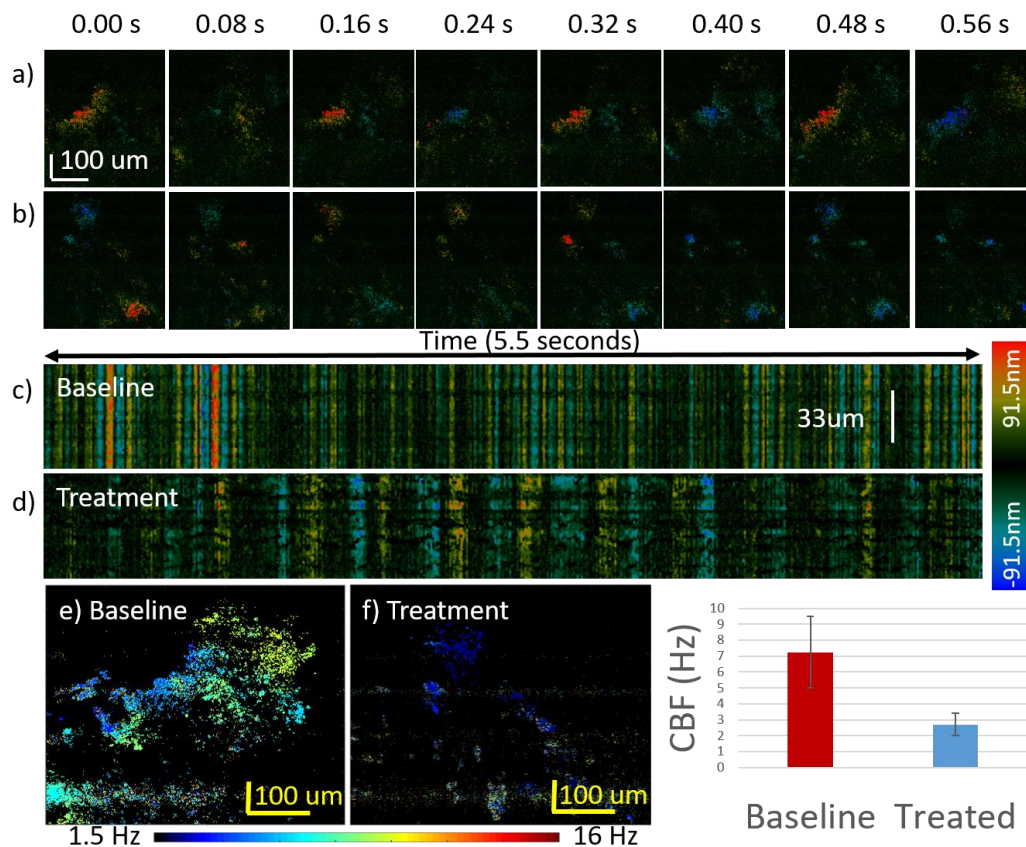 0.00 s 0.08 s 0.16 s 0.24 s 0.32 s 0.40 s 0.48 s 0.56 s
a)
100 um
b)
Time (5.5 seconds)
c) Baseline
33um
d) Treatment
91.5nm
-91.5nm
e) Baseline
100 um
f) Treatment
100 um
1.5 Hz 16 Hz
CBF (Hz)
10
9
8
7
6
5
4
3
2
1
0
Baseline Treated